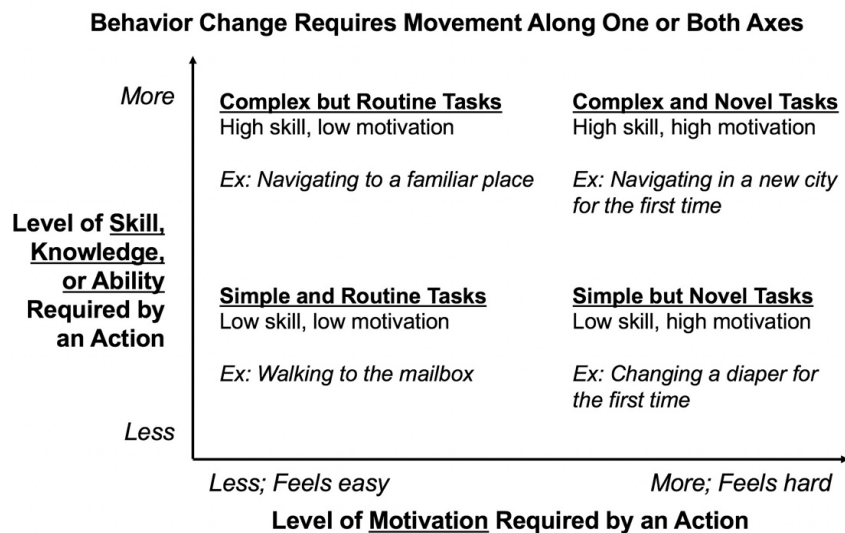 Behavior Change Requires Movement Along One or Both Axes
More
Complex but Routine Tasks
High skill, low motivation
Ex: Navigating to a familiar place
Complex and Novel Tasks
High skill, high motivation
Ex: Navigating in a new city
for the first time
Level of Skill,
Knowledge,
or Ability
Required by
an Action
Simple and Routine Tasks
Low skill, low motivation
Ex: Walking to the mailbox
Simple but Novel Tasks
Low skill, high motivation
Ex: Changing a diaper for
the first time
Less
Less; Feels easy
More; Feels hard
Level of Motivation Required by an Action